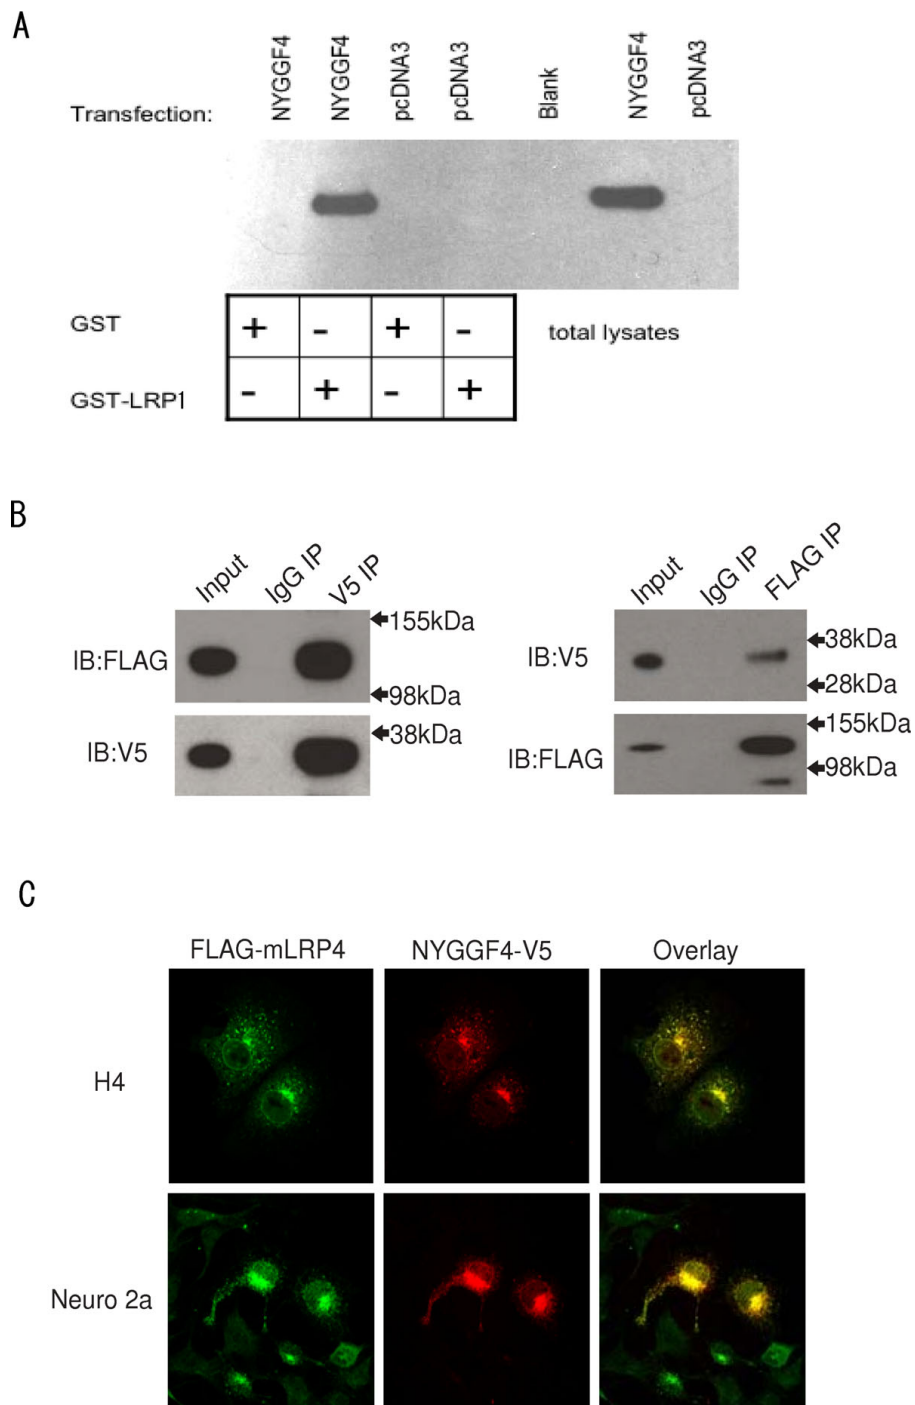 A
Transfection:
NYGGF4
NYGGF4
pcDNA3
pcDNA3
Blank
NYGGF4
pcDNA3
GST
+ - + -
total lysates
GST-LRP1
- + - +
B
Input
IgG IP
V5 IP
IB:FLAG
155kDa
98kDa
IB:V5
38kDa
Input
IgG IP
FLAG IP
IB:V5
38kDa
28kDa
IB:FLAG
155kDa
98kDa
C
FLAG-mLRP4 NYGGF4-V5 Overlay
H4
Neuro 2a